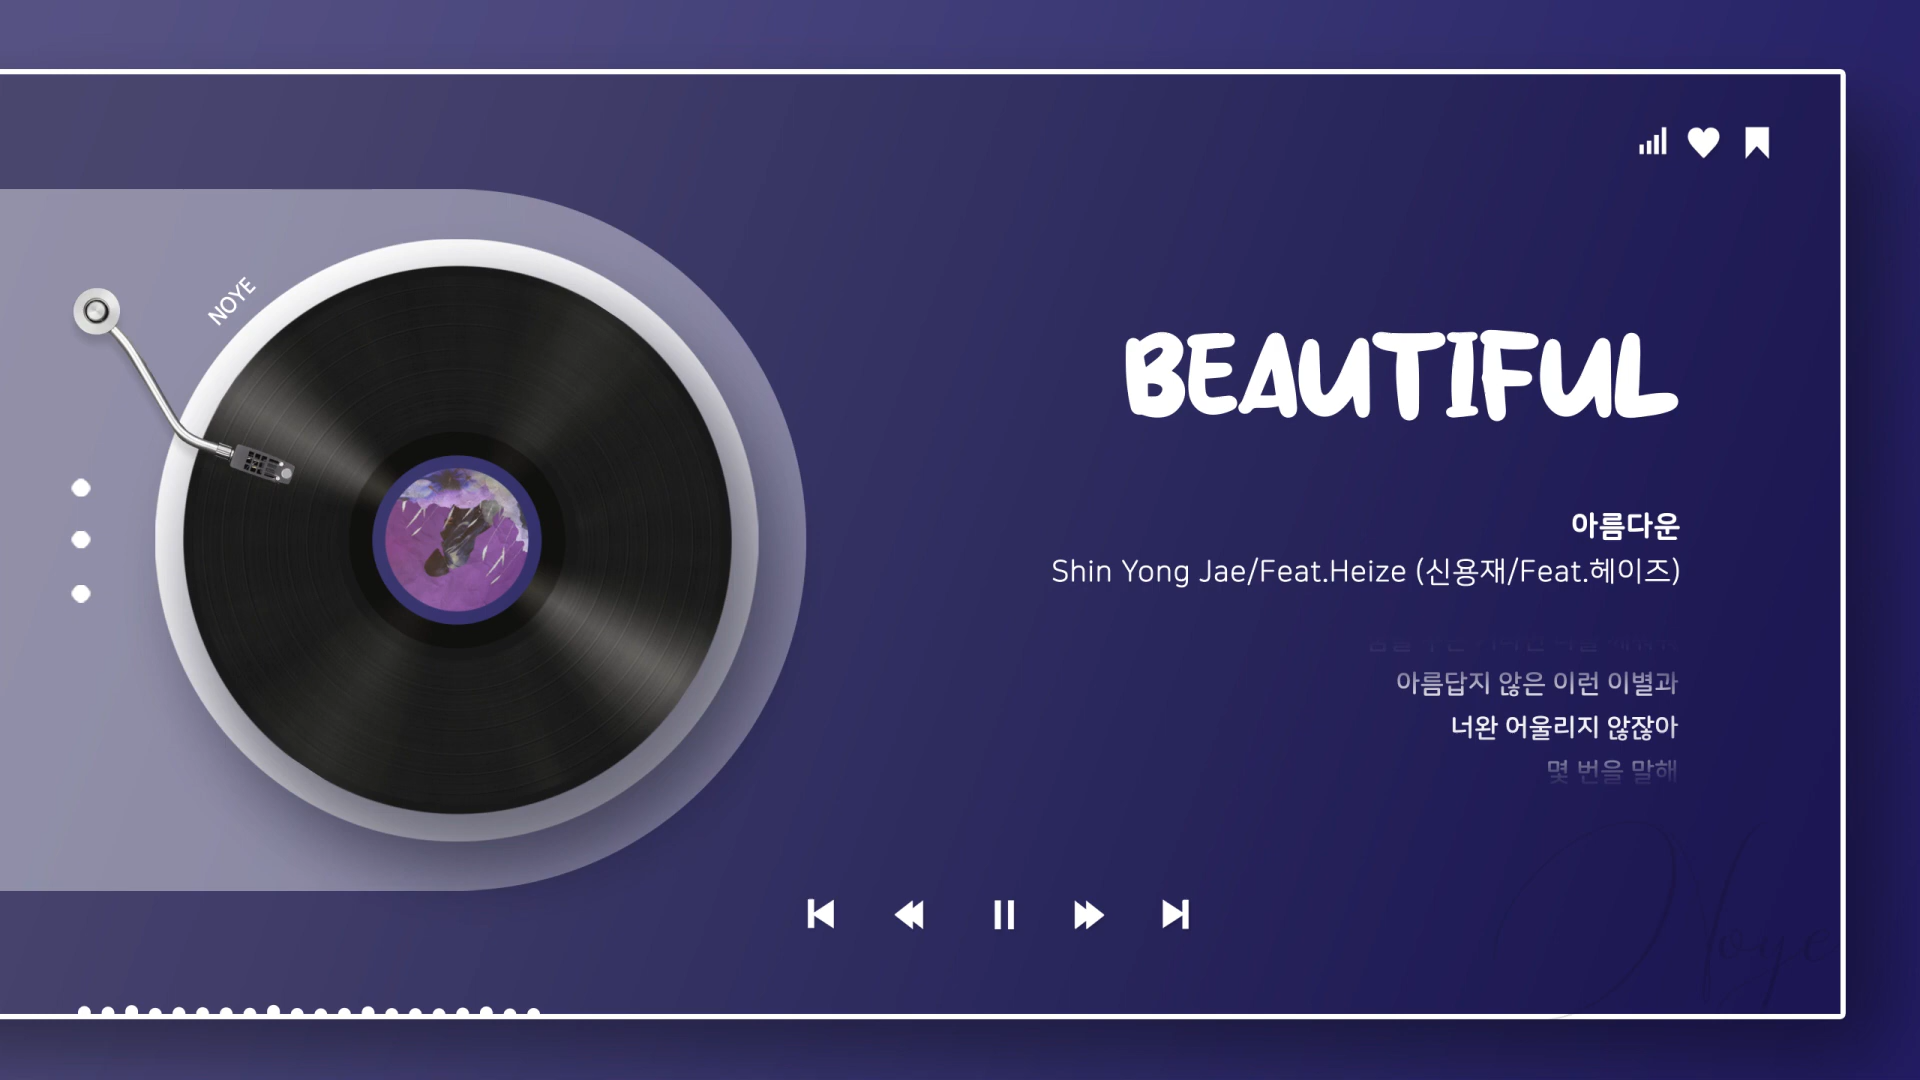 NOYE
BEAUTIFUL
아름다운
Shin Yong Jae/Feat.Heize (신용재/Feat.헤이즈)
아름답지 않은 이런 이별과
너완 어울리지 않잖아
몇 번을 말해
Noye